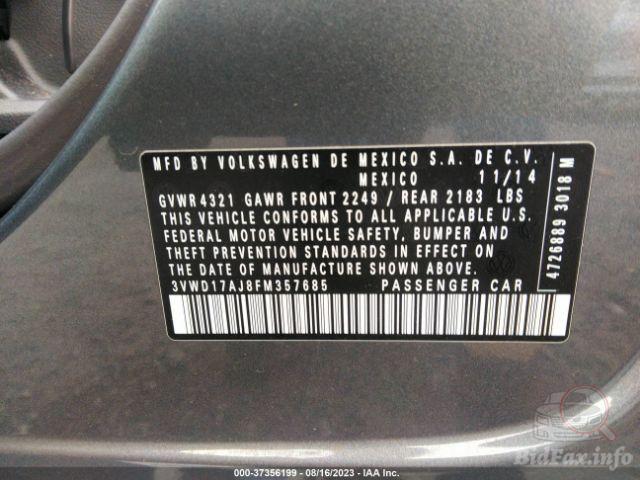 MFD BY VOLKSWAGEN DE MEXICO S.A. DE C.V.
MEXICO 11/14
GVWR 4321 GAWR FRONT 2249 / REAR 2183 LBS
THIS VEHICLE CONFORMS TO ALL APPLICABLE U.S.
FEDERAL MOTOR VEHICLE SAFETY, BUMPER AND
THEFT PREVENTION STANDARDS IN EFFECT ON
THE DATE OF MANUFACTURE SHOWN ABOVE.
3VWD17AJ8FM357685 PASSENGER CAR
4726889 3018 M
BidFax.info
000-37356199 - 08/16/2023 - IAA Inc.